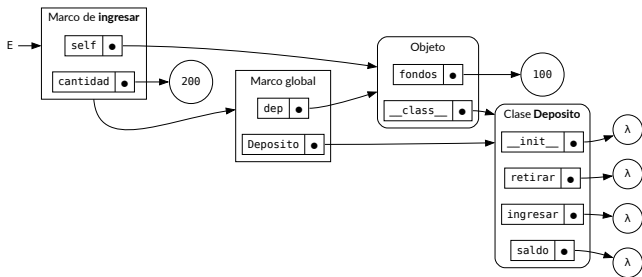 Marco de ingresar
E
self
cantidad
200
Marco global
dep
Deposito
Objeto
fondos
__class__
100
Clase Deposito
__init__
retirar
ingresar
saldo
λ
λ
λ
λ